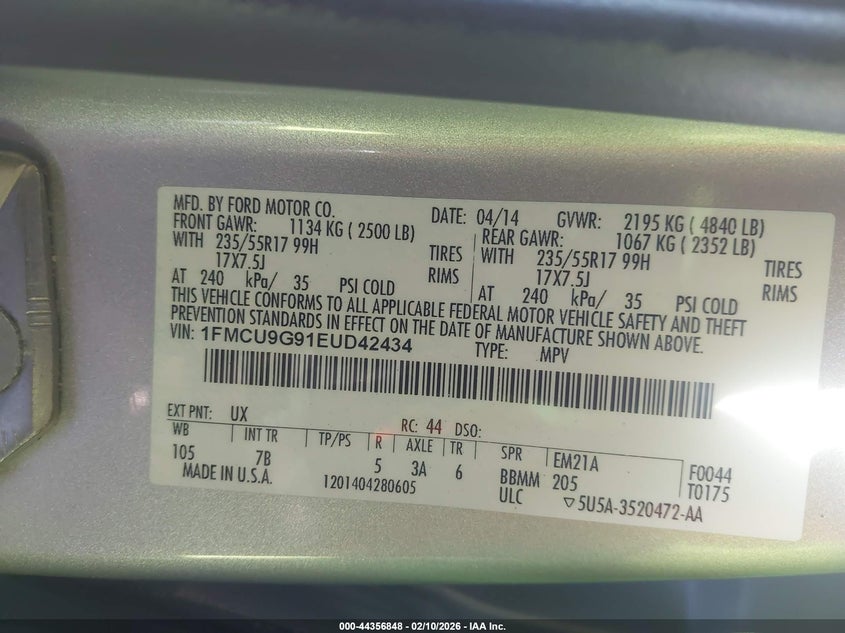 MFD. BY FORD MOTOR CO. DATE: 04/14 GVWR: 2195 KG ( 4840 LB)
FRONT GAWR: 1134 KG ( 2500 LB) REAR GAWR: 1067 KG ( 2352 LB)
WITH 235/55R17 99H TIRES WITH 235/55R17 99H TIRES
17X7.5J RIMS 17X7.5J RIMS
AT 240 kPa/ 35 PSI COLD AT 240 kPa/ 35 PSI COLD
THIS VEHICLE CONFORMS TO ALL APPLICABLE FEDERAL MOTOR VEHICLE SAFETY AND THEFT
PREVENTION STANDARDS IN EFFECT ON THE DATE OF MANUFACTURE SHOWN ABOVE.
VIN: 1FMCU9G91EUD42434 TYPE: MPV
EXT PNT: UX RC: 44 DSO:
WB INT TR TP/PS R AXLE TR SPR EM21A F0044
105 7B 5 3A 6 BBMM 205 T0175
MADE IN U.S.A. 1201404280605 ULC ▽5U5A-3520472-AA
000-44356848 - 02/10/2026 - IAA Inc.